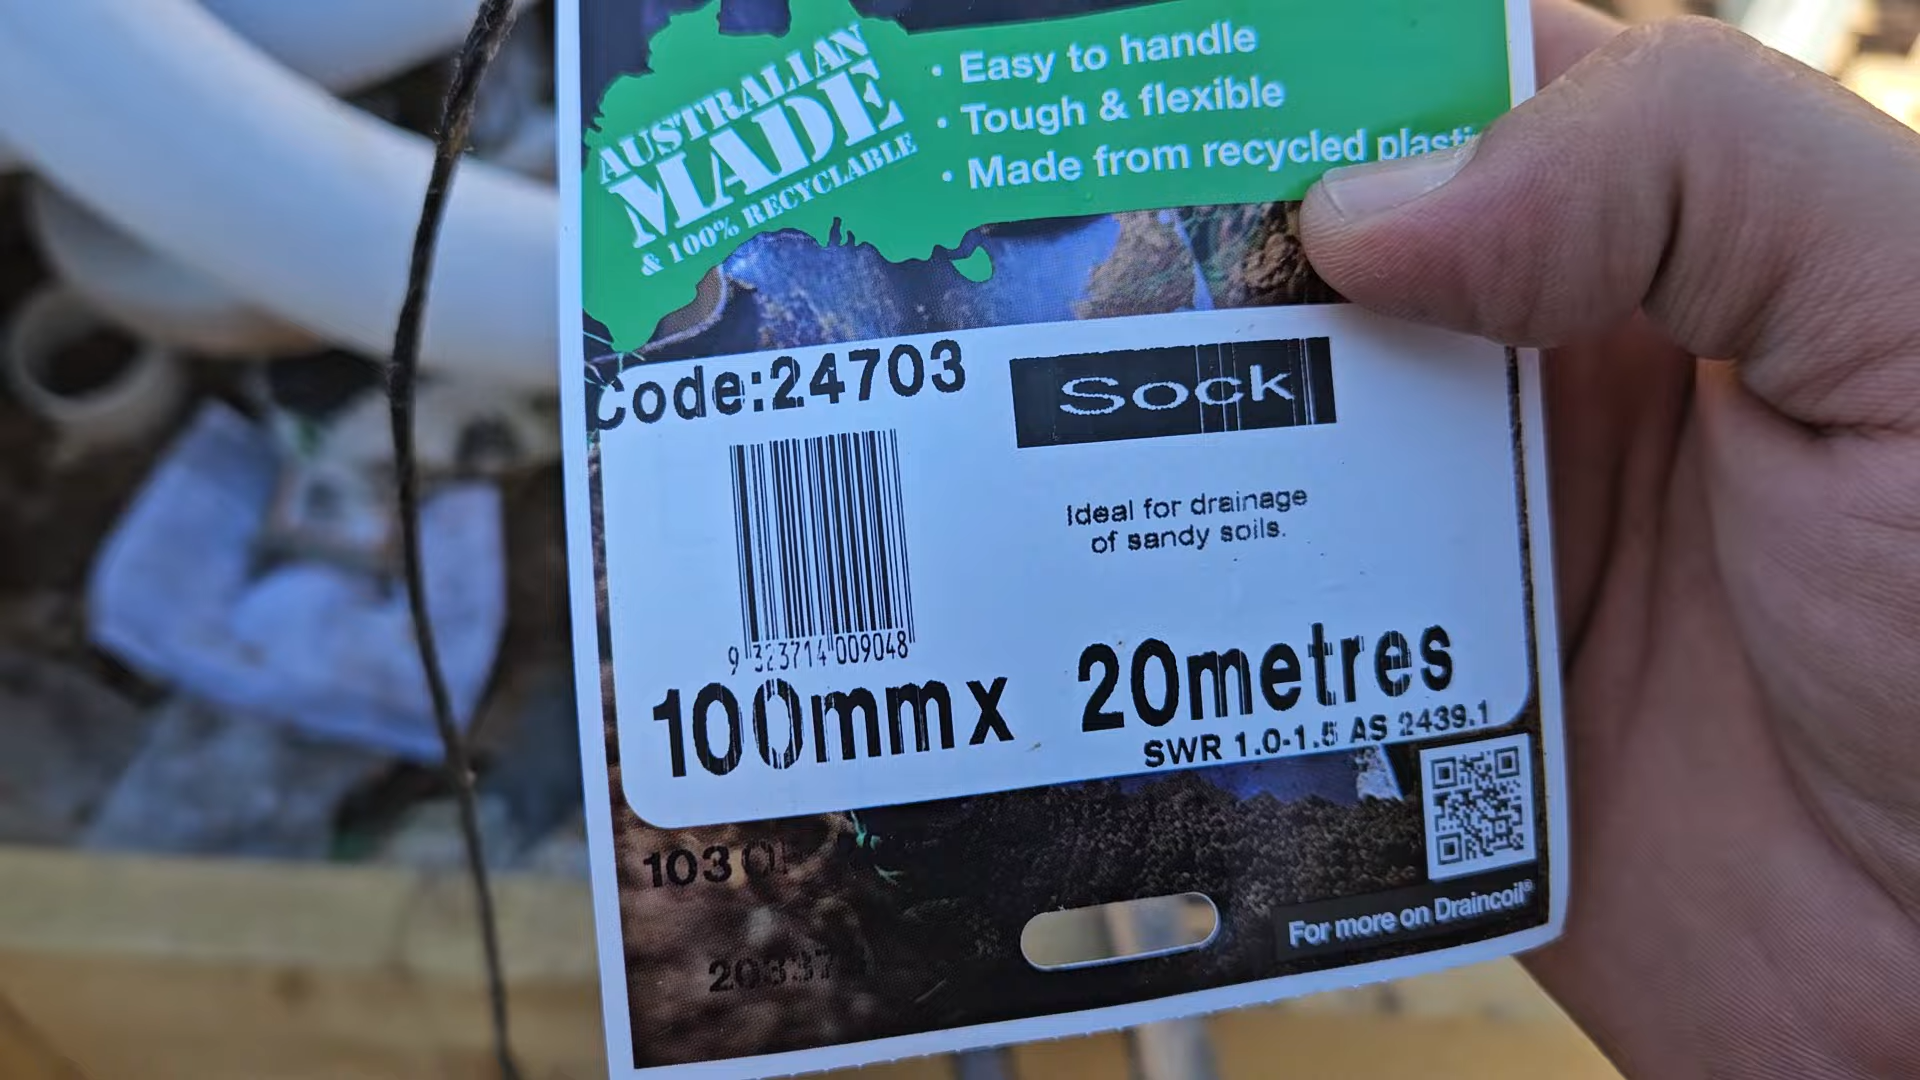 AUSTRALIAN
MADE
& 100% RECYCLABLE
• Easy to handle
• Tough & flexible
• Made from recycled
Code:24703
Sock
Ideal for drainage
of sandy soils.
9 323714 009048
100mm x 20metres
SWR 1.0-1.5 AS 2439.1
For more on Draincoil®